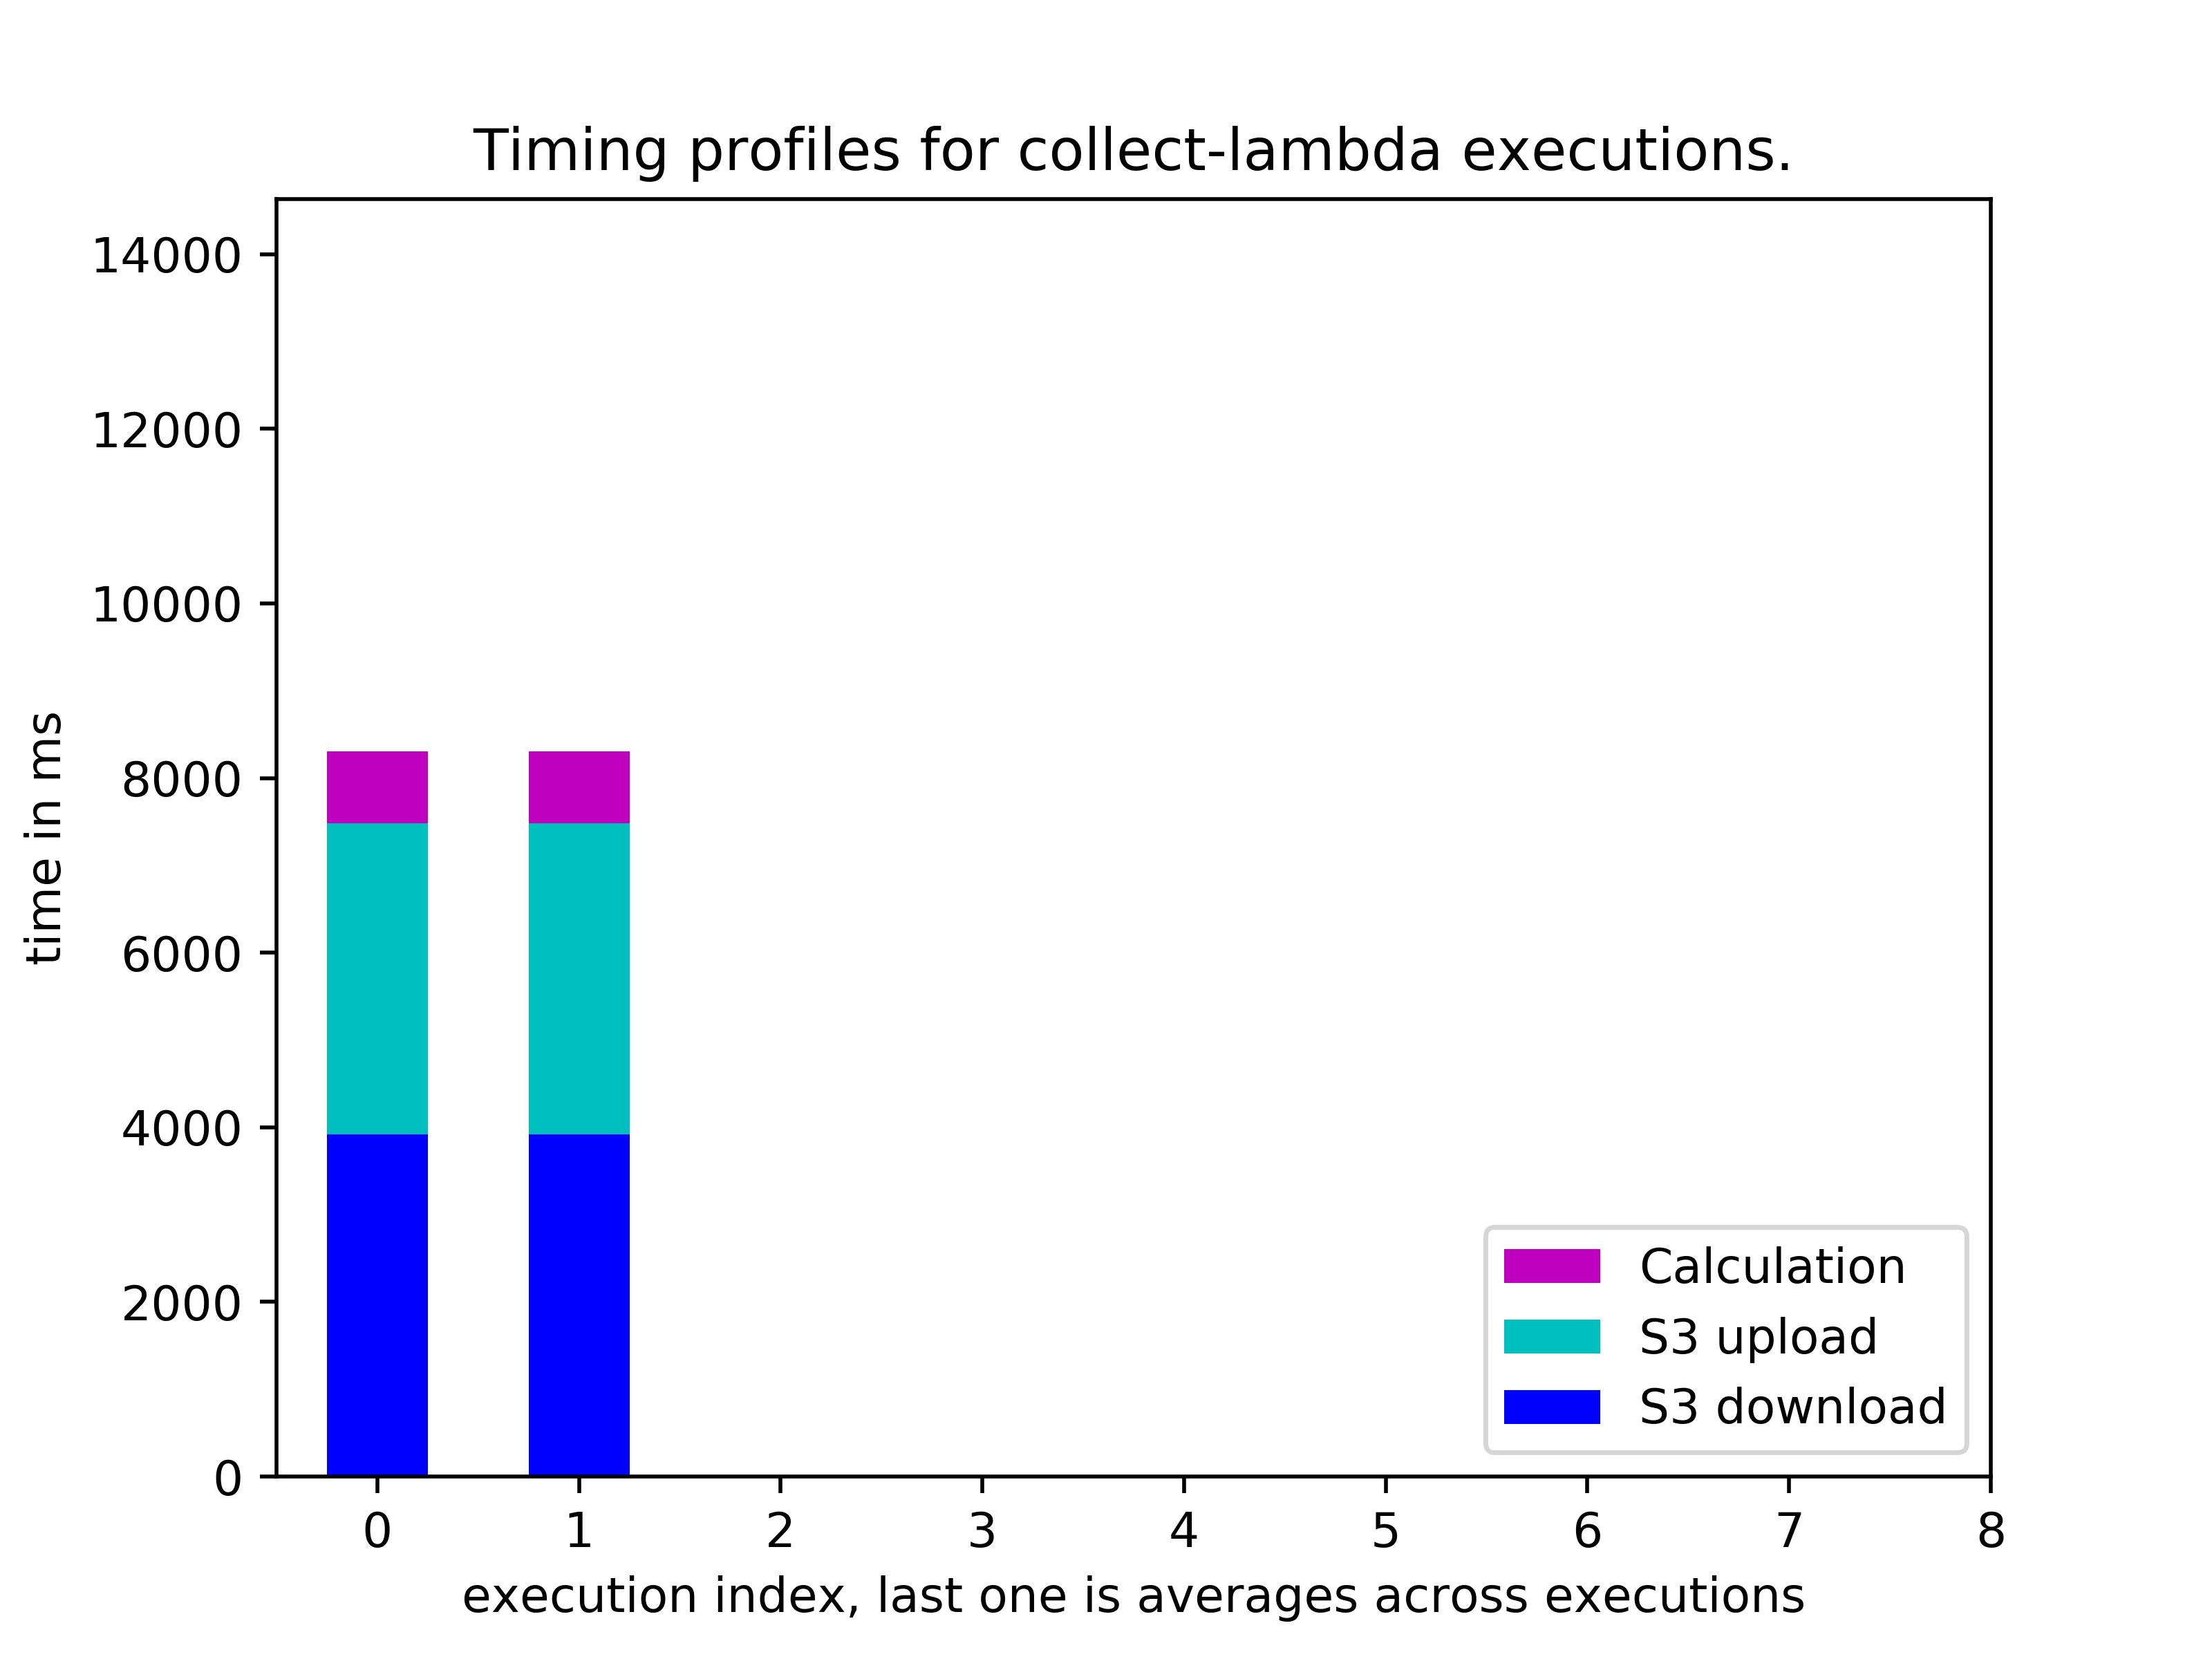 Timing profiles for collect-lambda executions.
14000
12000
10000
8000
6000
4000
2000
0
time in ms
Calculation
S3 upload
S3 download
0 1 2 3 4 5 6 7 8
execution index, last one is averages across executions